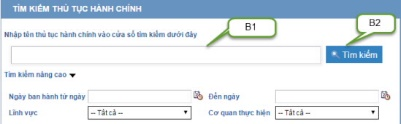 TÌM KIẾM THỦ TỤC HÀNH CHÍNH
Nhập tên thủ tục hành chính vào cửa sổ tìm kiếm dưới đây
B1
B2
Tìm kiếm
Tìm kiếm nâng cao
Ngày ban hành từ ngày
Đến ngày
Lĩnh vực
-- Tất cả --
Cơ quan thực hiện
-- Tất cả --